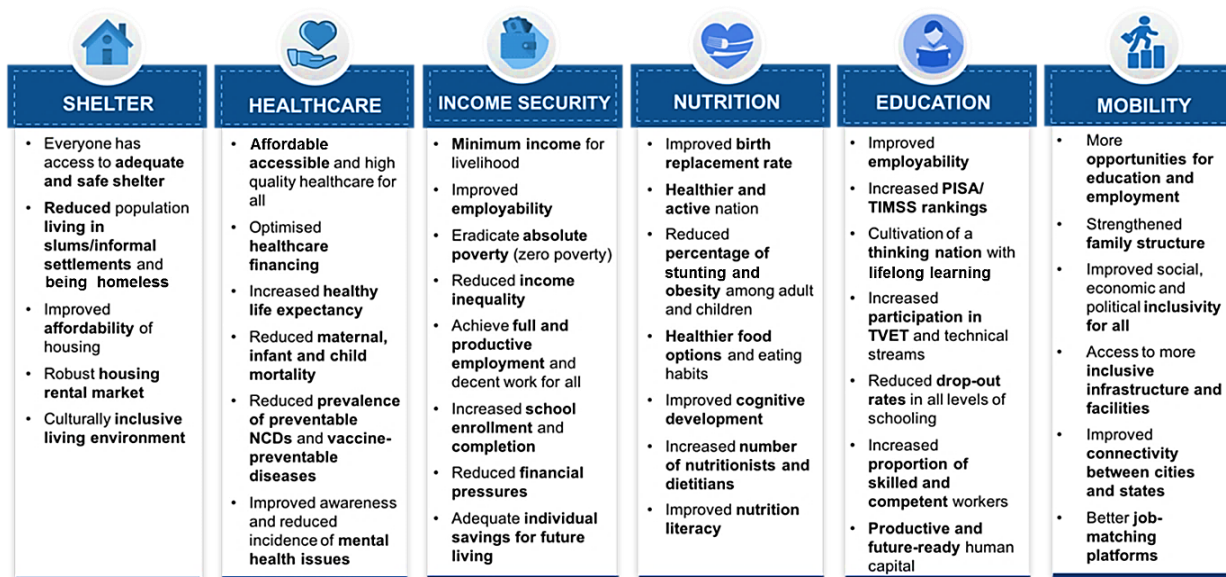 SHELTER
• Everyone has
access to adequate
and safe shelter
• Reduced population
living in
slums/informal
settlements and
being homeless
• Improved
affordability of
housing
• Robust housing
rental market
• Culturally inclusive
living environment
HEALTHCARE
• Affordable
accessible and high
quality healthcare for
all
• Optimised
healthcare
financing
• Increased healthy
life expectancy
• Reduced maternal,
infant and child
mortality
• Reduced prevalence
of preventable
NCDs and vaccine-
preventable
diseases
• Improved awareness
and reduced
incidence of mental
health issues
INCOME SECURITY
• Minimum income for
livelihood
• Improved
employability
• Eradicate absolute
poverty (zero poverty)
• Reduced income
inequality
• Achieve full and
productive
employment and
decent work for all
• Increased school
enrollment and
completion
• Reduced financial
pressures
• Adequate individual
savings for future
living
NUTRITION
• Improved birth
replacement rate
• Healthier and
active nation
• Reduced
percentage of
stunting and
obesity among adult
and children
• Healthier food
options and eating
habits
• Improved cognitive
development
• Increased number
of nutritionists and
dietitians
• Improved nutrition
literacy
EDUCATION
• Improved
employability
• Increased PISA/
TIMSS rankings
• Cultivation of a
thinking nation with
lifelong learning
• Increased
participation in
TVET and technical
streams
• Reduced drop-out
rates in all levels of
schooling
• Increased
proportion of
skilled and
competent workers
• Productive and
future-ready human
capital
MOBILITY
• More
opportunities for
education and
employment
• Strengthened
family structure
• Improved social,
economic and
political inclusivity
for all
• Access to more
inclusive
infrastructure and
facilities
• Improved
connectivity
between cities
and states
• Better job-
matching
platforms